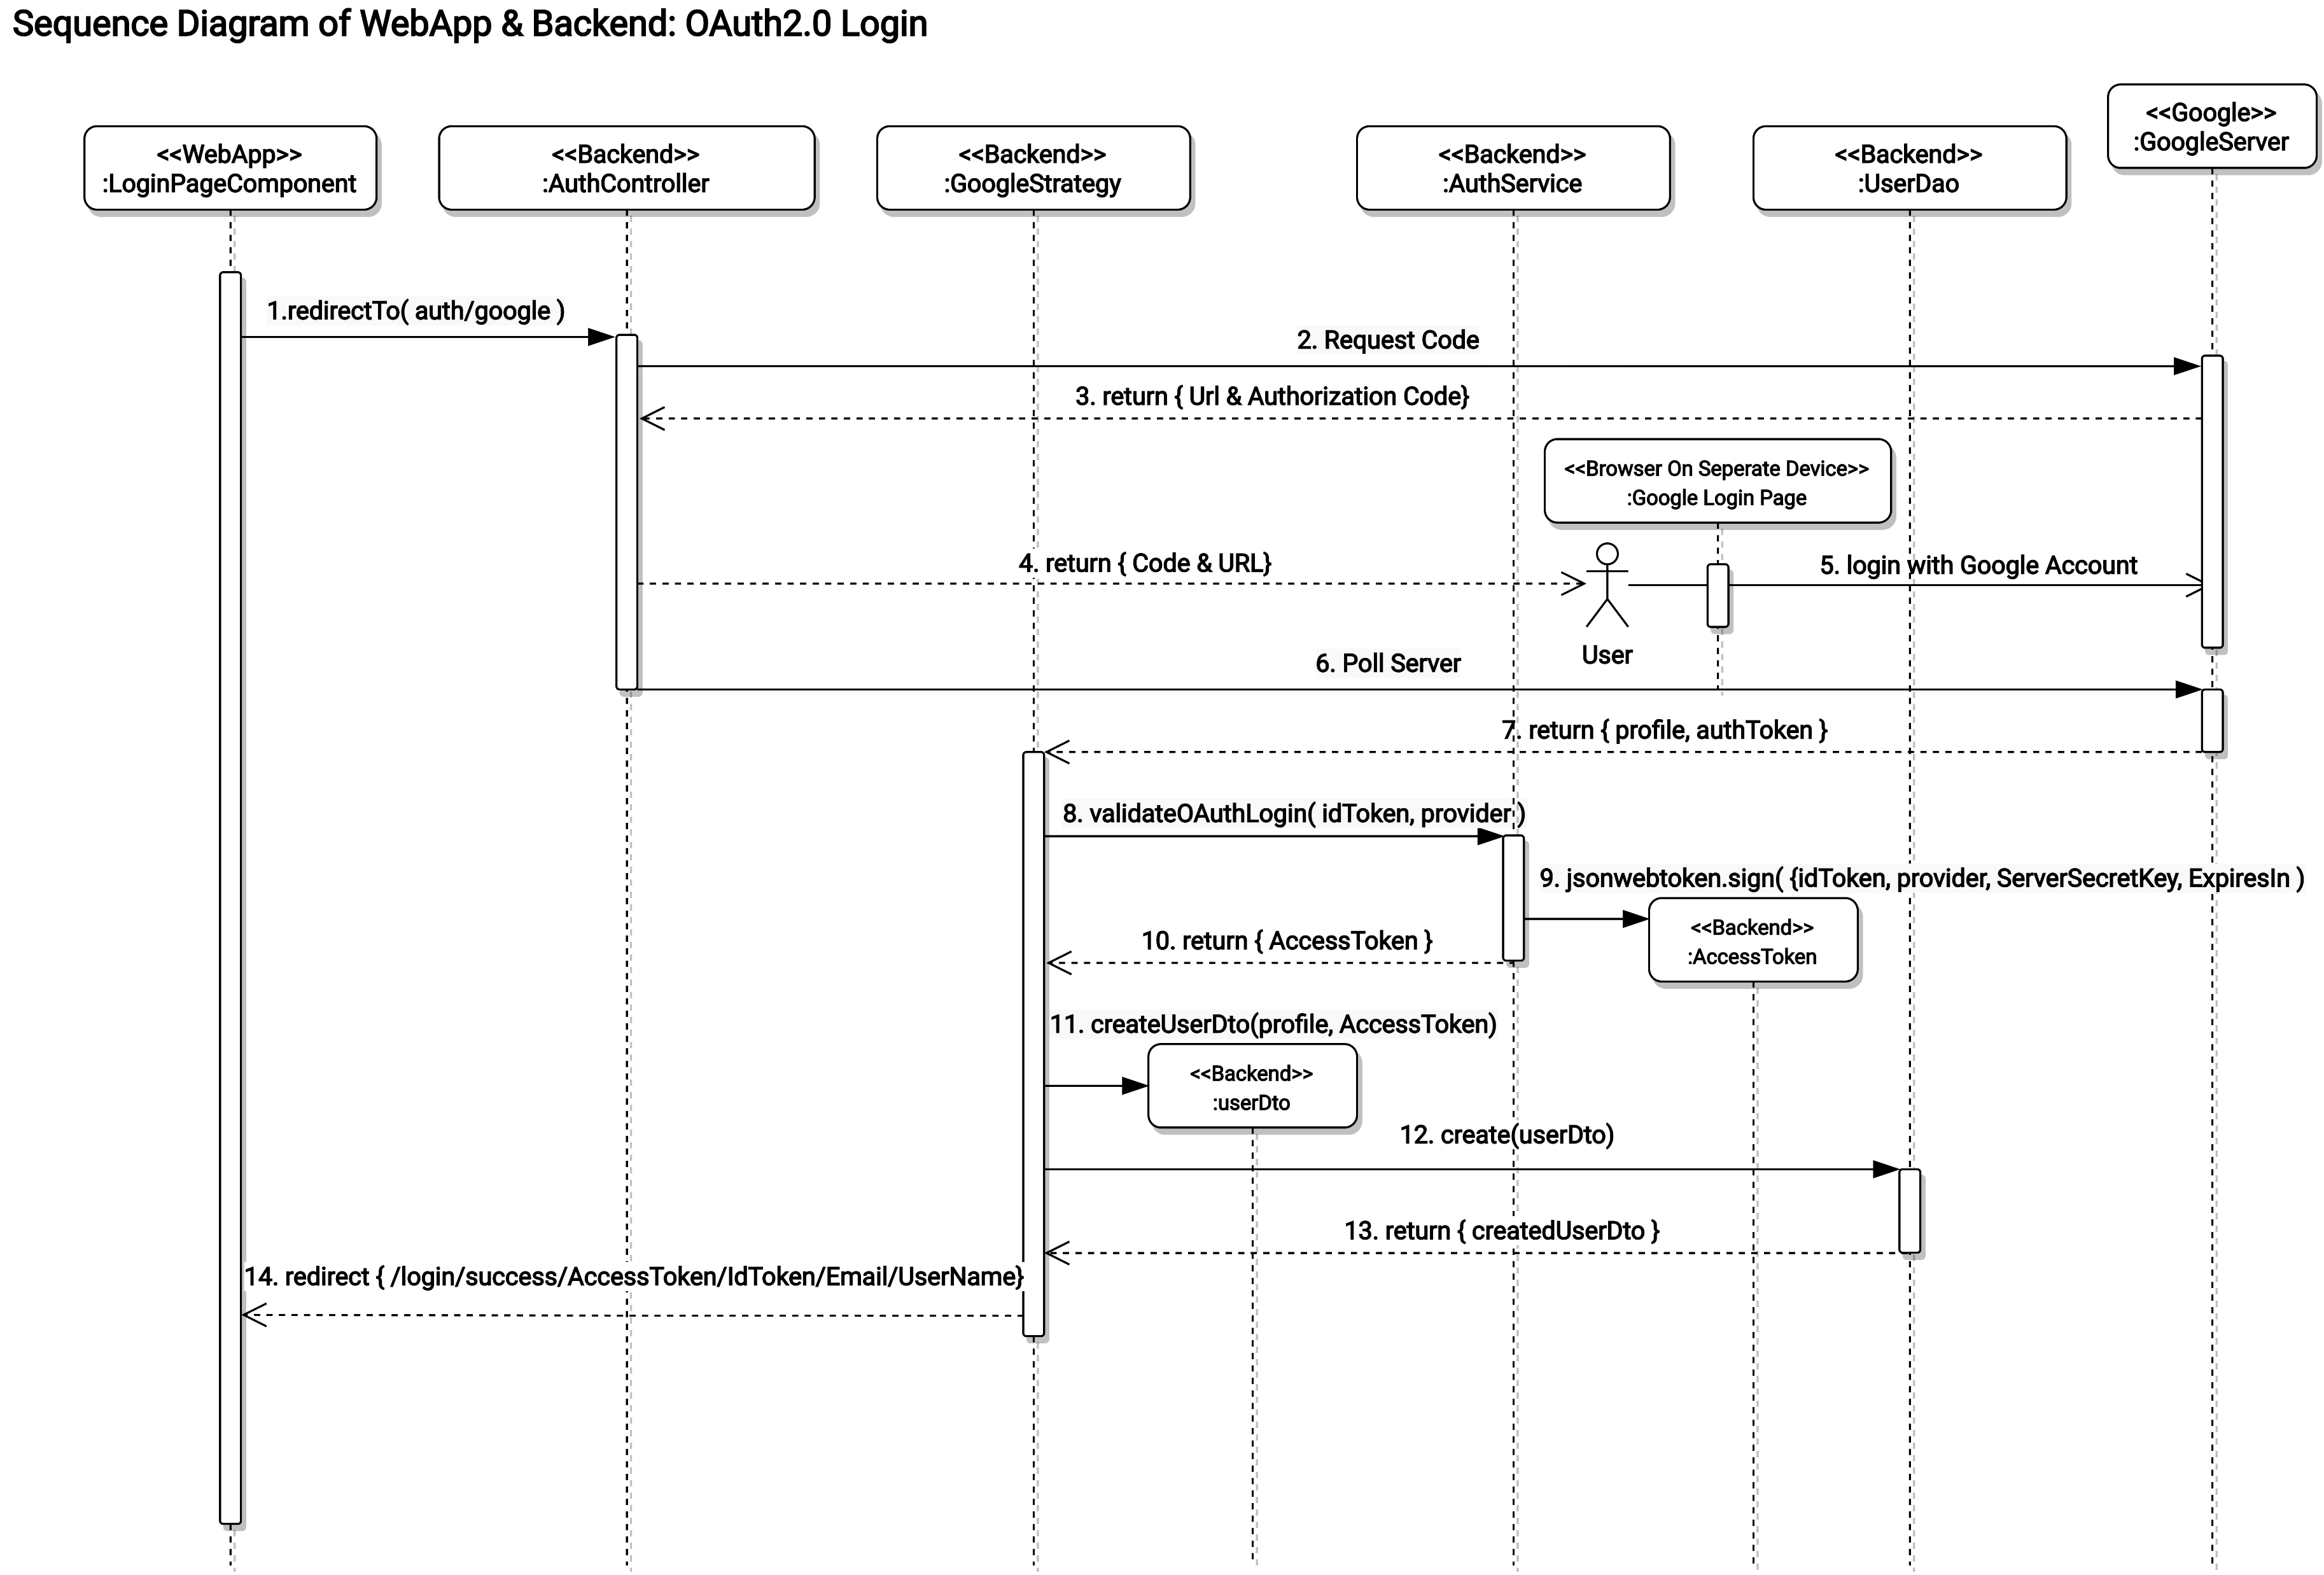 Sequence Diagram of WebApp & Backend: OAuth2.0 Login
<<WebApp>>
:LoginPageComponent
<<Backend>>
:AuthController
<<Backend>>
:GoogleStrategy
<<Backend>>
:AuthService
<<Backend>>
:UserDao
<<Google>>
:GoogleServer
1.redirectTo( auth/google )
2. Request Code
3. return { Url & Authorization Code}
<<Browser On Seperate Device>>
:Google Login Page
4. return { Code & URL}
5. login with Google Account
User
6. Poll Server
7. return { profile, authToken }
8. validateOAuthLogin( idToken, provider )
9. jsonwebtoken.sign( {idToken, provider, ServerSecretKey, ExpiresIn )
<<Backend>>
:AccessToken
10. return { AccessToken }
11. createUserDto(profile, AccessToken)
<<Backend>>
:userDto
12. create(userDto)
13. return { createdUserDto }
14. redirect { /login/success/AccessToken/IdToken/Email/UserName}